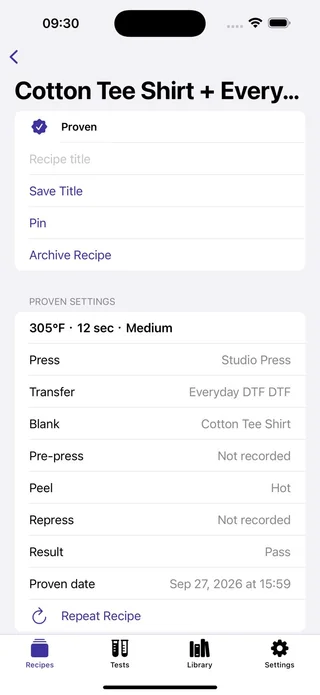 09:30
Cotton Tee Shirt + Every...
Proven
Recipe title
Save Title
Pin
Archive Recipe
PROVEN SETTINGS
305°F · 12 sec · Medium
Press Studio Press
Transfer Everyday DTF DTF
Blank Cotton Tee Shirt
Pre-press Not recorded
Peel Hot
Repress Not recorded
Result Pass
Proven date Sep 27, 2026 at 15:59
Repeat Recipe
Recipes Tests Library Settings